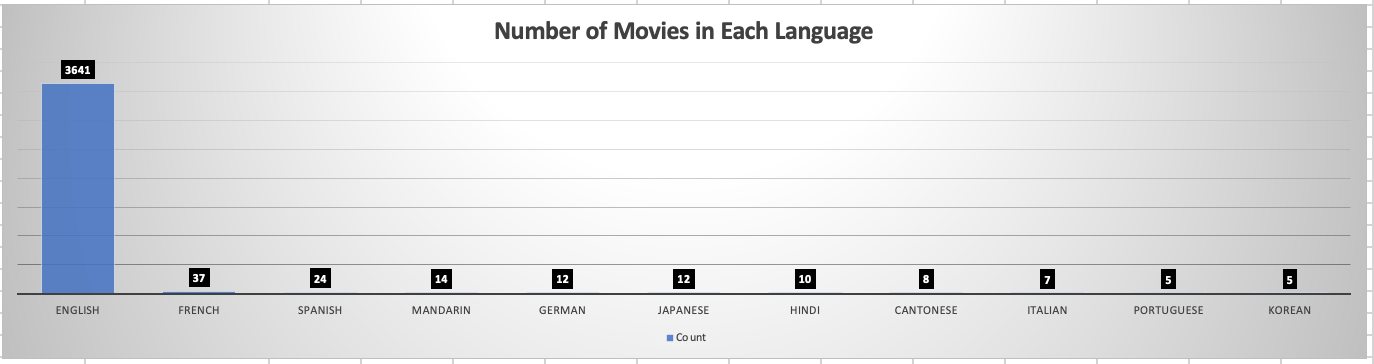 Number of Movies in Each Language
3641
37
24
14
12
12
10
8
7
5
5
ENGLISH
FRENCH
SPANISH
MANDARIN
GERMAN
JAPANESE
HINDI
CANTONESE
ITALIAN
PORTUGUESE
KOREAN
Count